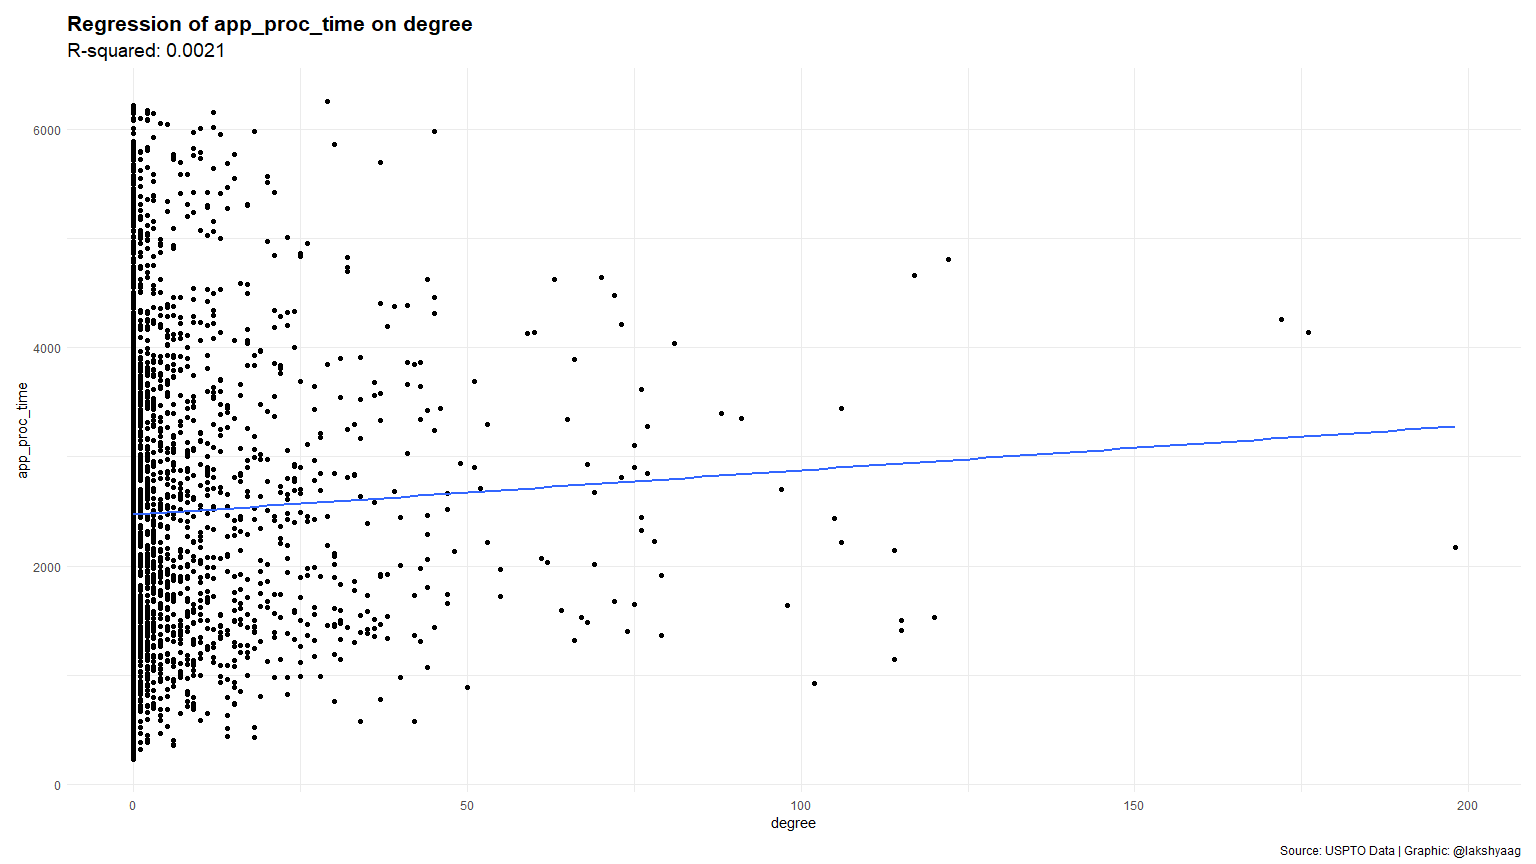 Regression of app_proc_time on degree
R-squared: 0.0021
6000
4000
2000
0
app_proc_time
0 50 100 150 200
degree
Source: USPTO Data | Graphic: @lakshyaag